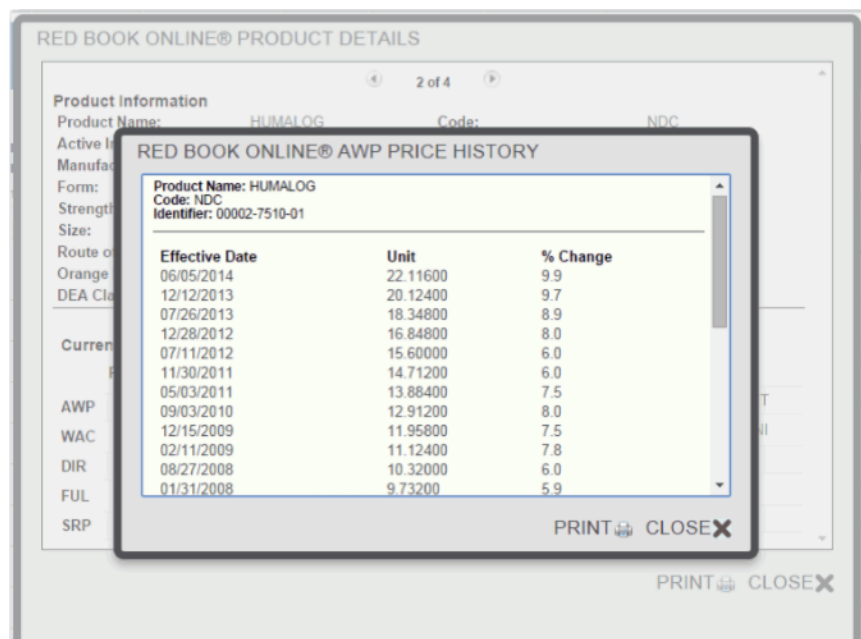 RED BOOK ONLINE® PRODUCT DETAILS
2 of 4
Product Information
Product Name: HUMALOG Code: NDC
Active
Form:
Size:
Route
Orange
DEA
RED BOOK ONLINE® AWP PRICE HISTORY
Product Name: HUMALOG
Code: NDC
Identifier: 00002-7510-01
Effective Date Unit % Change
06/05/2014 22.11600 9.9
12/12/2013 20.12400 9.7
07/26/2013 18.34800 8.9
12/28/2012 16.84800 8.0
07/11/2012 15.60000 6.0
11/30/2011 14.71200 6.0
05/03/2011 13.88400 7.5
09/03/2010 12.91200 8.0
12/15/2009 11.95800 7.5
02/11/2009 11.12400 7.8
08/27/2008 10.32000 6.0
01/31/2008 9.73200 5.9
PRINT CLOSE
AWP
WAC
DIR
FUL
SRP
PRINT CLOSE